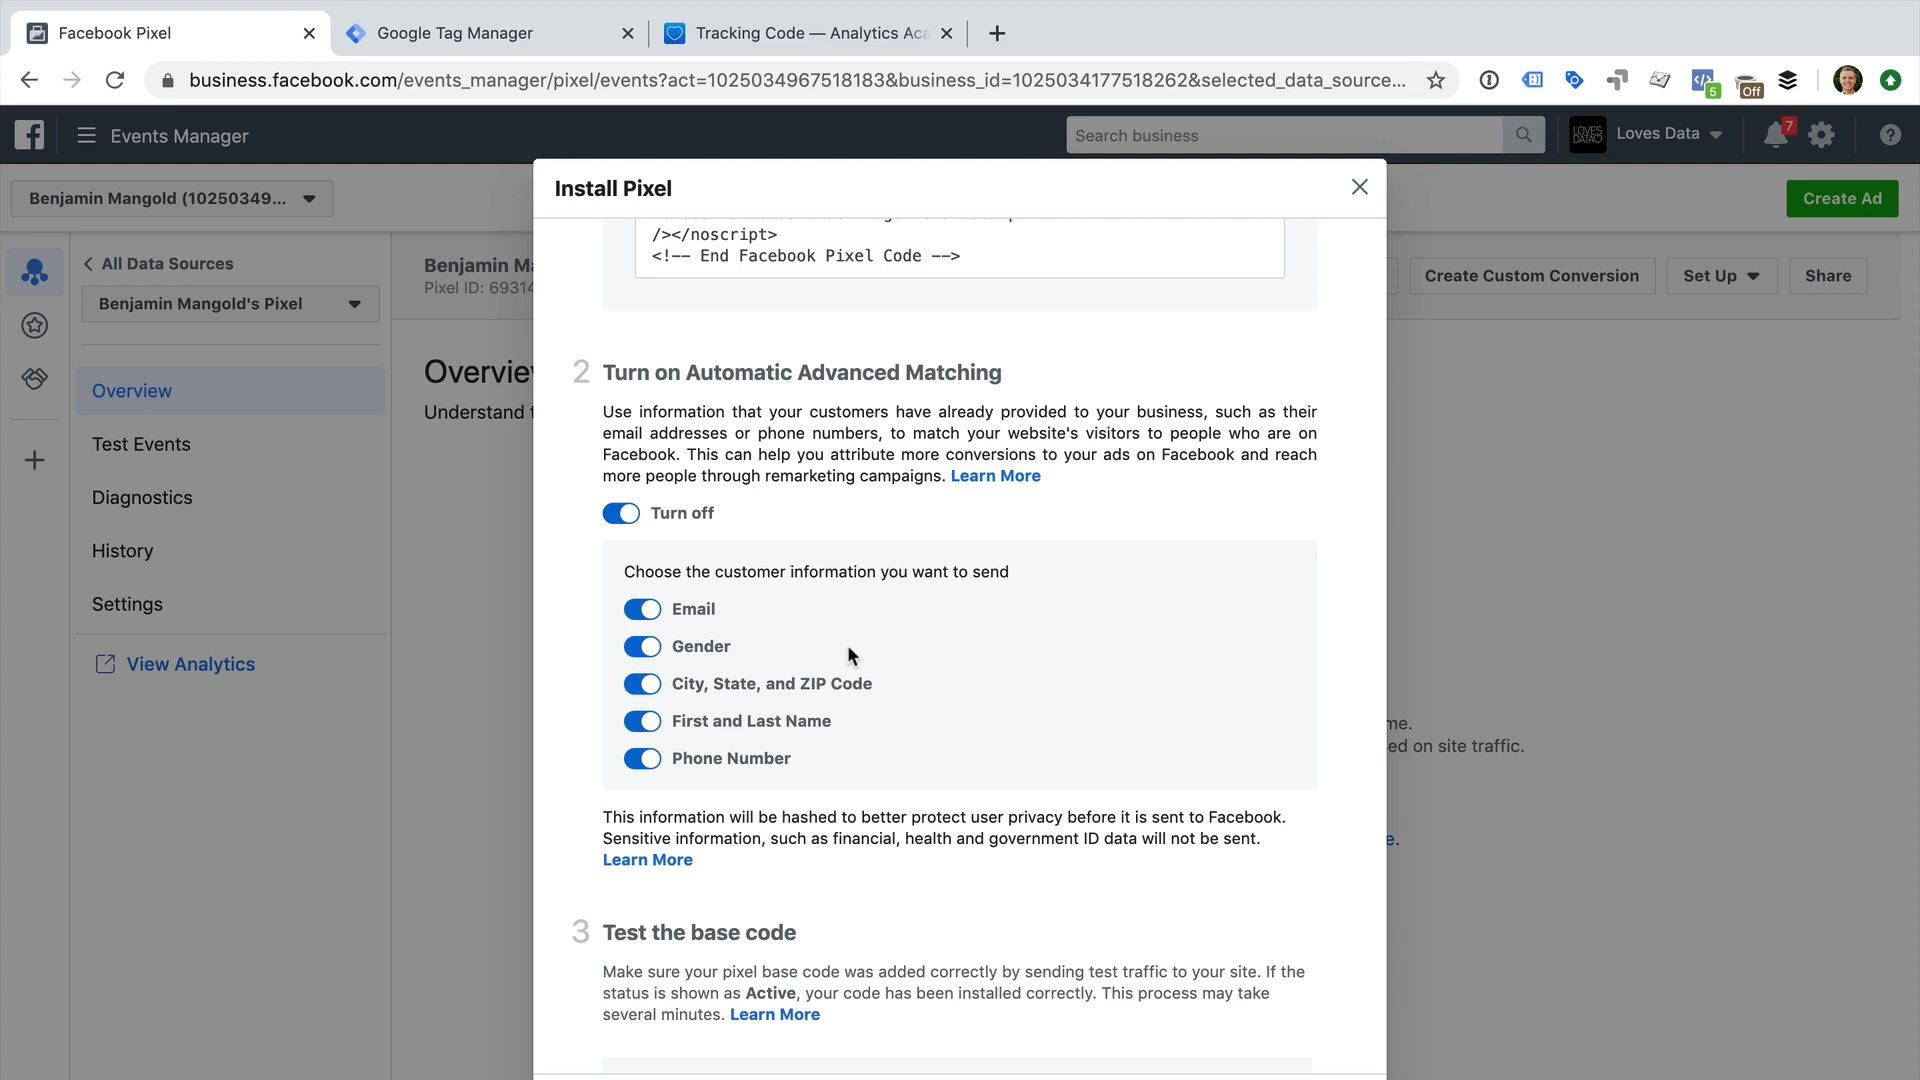 Facebook Pixel
Google Tag Manager
Tracking Code — Analytics Aca
business.facebook.com/events_manager/pixel/events?act=1025034967518183&business_id=1025034177518262&selected_data_source...
5
Off
Events Manager
Search business
LOVES
DATA
Loves Data
7
Benjamin Mangold (10250349...
Install Pixel
Create Ad
All Data Sources
Benjamin Mangold's Pixel
Benjamin Ma
Pixel ID: 69314
Create Custom Conversion
Set Up
Share
Overview
Test Events
Diagnostics
History
Settings
View Analytics
Overvie
Understand
/></noscript>
<!-- End Facebook Pixel Code -->
2 Turn on Automatic Advanced Matching
Use information that your customers have already provided to your business, such as their
email addresses or phone numbers, to match your website's visitors to people who are on
Facebook. This can help you attribute more conversions to your ads on Facebook and reach
more people through remarketing campaigns. Learn More
Turn off
Choose the customer information you want to send
Email
Gender
City, State, and ZIP Code
First and Last Name
Phone Number
This information will be hashed to better protect user privacy before it is sent to Facebook.
Sensitive information, such as financial, health and government ID data will not be sent.
Learn More
3 Test the base code
Make sure your pixel base code was added correctly by sending test traffic to your site. If the
status is shown as Active, your code has been installed correctly. This process may take
several minutes. Learn More
me.
ed on site traffic.
e.